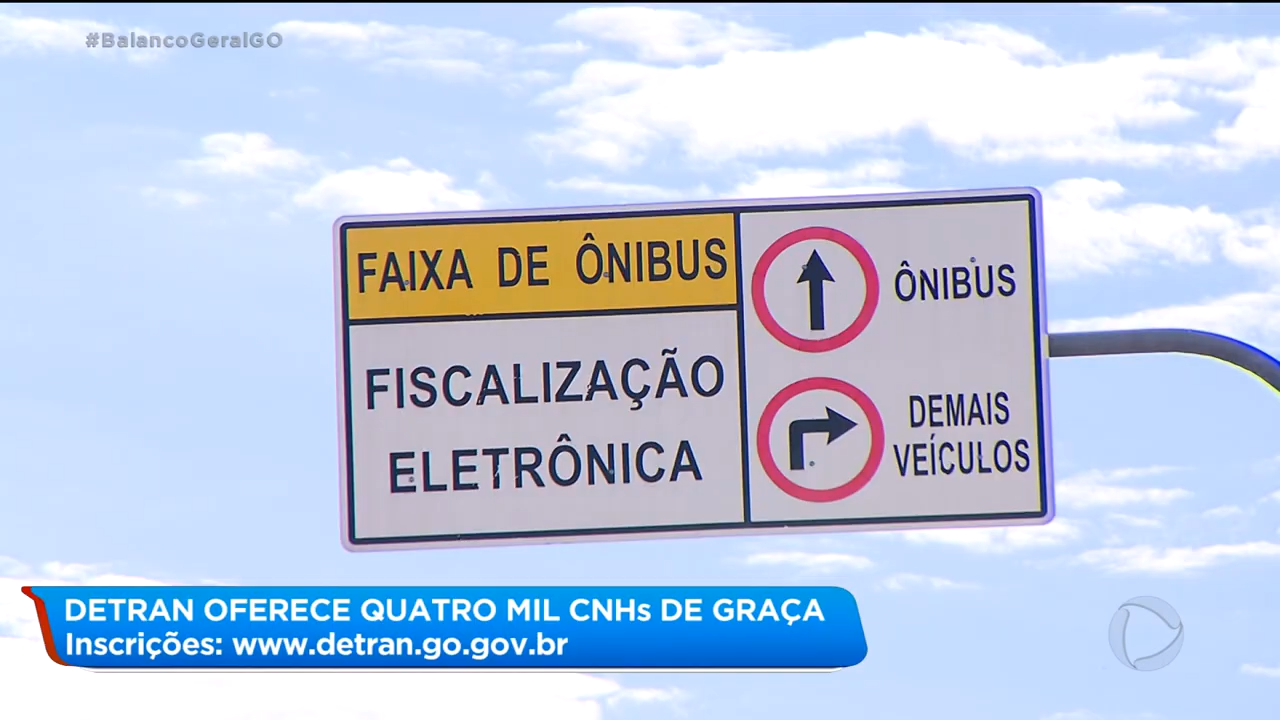 #BalancoGeralGO
FAIXA DE ÔNIBUS
FISCALIZAÇÃO
ELETRÔNICA
ÔNIBUS
DEMAIS
VEÍCULOS
DETRAN OFERECE QUATRO MIL CNHs DE GRAÇA
Inscrições: www.detran.go.gov.br